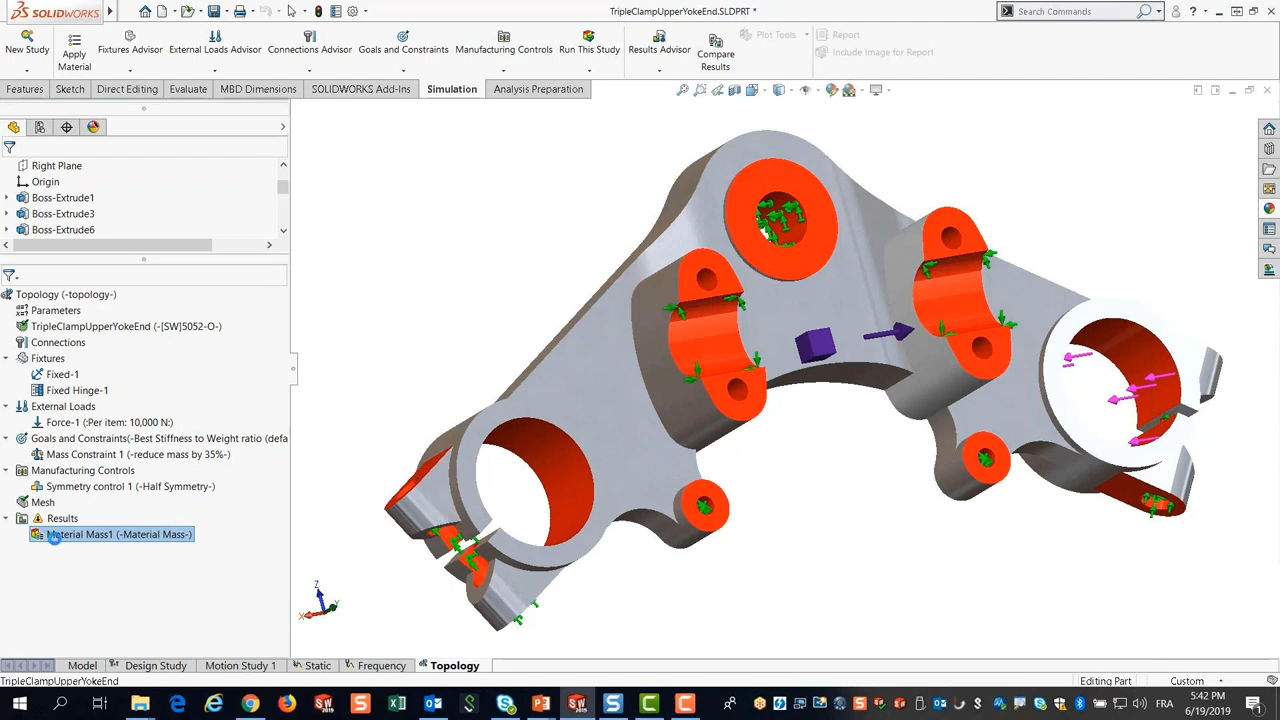 SOLIDWORKS
TripleClampUpperYokeEnd.SLDPRT *
Search Commands
New Study
Apply Material
Fixtures Advisor
External Loads Advisor
Connections Advisor
Goals and Constraints
Manufacturing Controls
Run This Study
Results Advisor
Compare Results
Plot Tools
Report
Include Image for Report
Features
Sketch
Direct Editing
Evaluate
MBD Dimensions
SOLIDWORKS Add-Ins
Simulation
Analysis Preparation
Right Plane
Origin
Boss-Extrude1
Boss-Extrude3
Boss-Extrude6
Topology (-topology-)
Parameters
TripleClampUpperYokeEnd (-[SW]5052-O-)
Connections
Fixtures
Fixed-1
Fixed Hinge-1
External Loads
Force-1 (:Per item: 10,000 N:)
Goals and Constraints(-Best Stiffness to Weight ratio (defa
Mass Constraint 1 (-reduce mass by 35%-)
Manufacturing Controls
Symmetry control 1 (-Half Symmetry-)
Mesh
Results
Material Mass1 (-Material Mass-)
Z
Y
X
Model
Design Study
Motion Study 1
Static
Frequency
Topology
TripleClampUpperYokeEnd
Editing Part
Custom
FRA
5:42 PM
6/19/2019